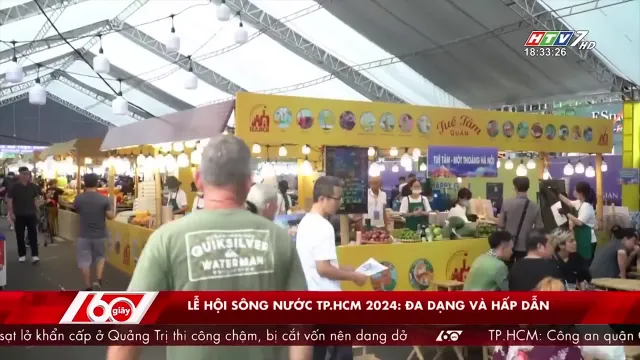 HTV7 HD
18:33:26
HANOI
Tuệ Tâm
QUÁN
TUỆ TÂM - MỘT THOÁNG HÀ NỘI
QUIKSILVER
WATERMAN
60 giây
LỄ HỘI SÔNG NƯỚC TP.HCM 2024: ĐA DẠNG VÀ HẤP DẪN
sạt lở khẩn cấp ở Quảng Trị thi công chậm, bị cắt vốn nên dang dở
60
TP.HCM: Công an quận